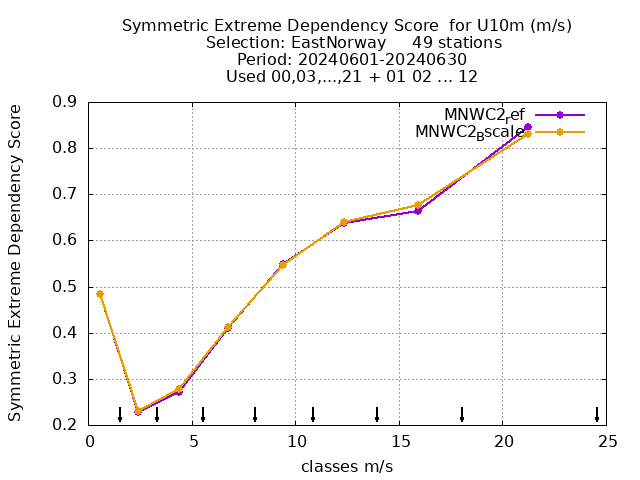 Symmetric Extreme Dependency Score  for U10m (m/s)
Selection: EastNorway     49 stations
Period: 20240601-20240630
Used 00,03,...,21 + 01 02 ... 12
MNWC2_ref
MNWC2_Bscale
Symmetric Extreme Dependency Score
0.9
0.8
0.7
0.6
0.5
0.4
0.3
0.2
0 5 10 15 20 25
classes m/s